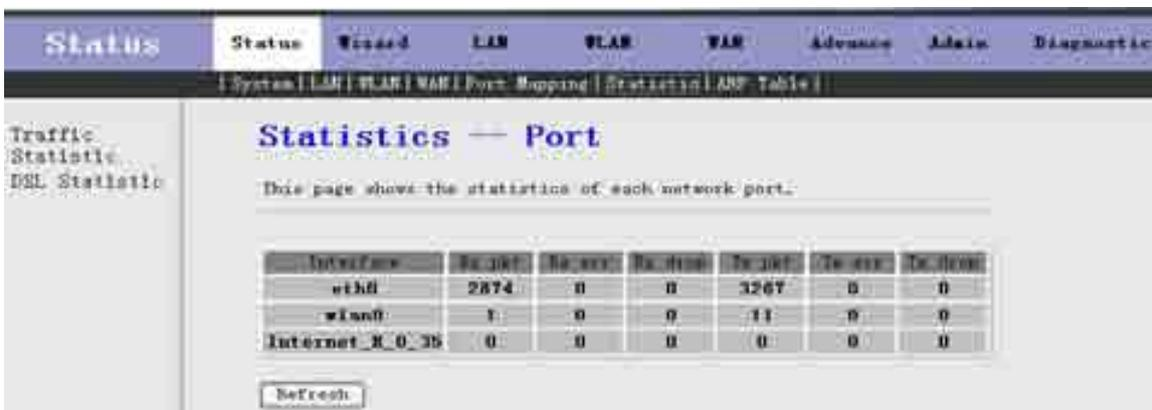 Status
Status Wizard LAN WLAN WAN Advance Admin Diagnostic
| System | LAN | WLAN | WAN | Port Mapping | Statistic | ARP Table |
Traffic
Statistic
DSL Statistic
Statistics -- Port
This page shows the statistics of each network port.
Interface Rx pkt Rx err Rx drop Tx pkt Tx err Tx drop
eth0 2874 0 0 3267 0 0
wlan0 1 0 0 11 0 0
Internet_R_0_35 0 0 0 0 0 0
Refresh